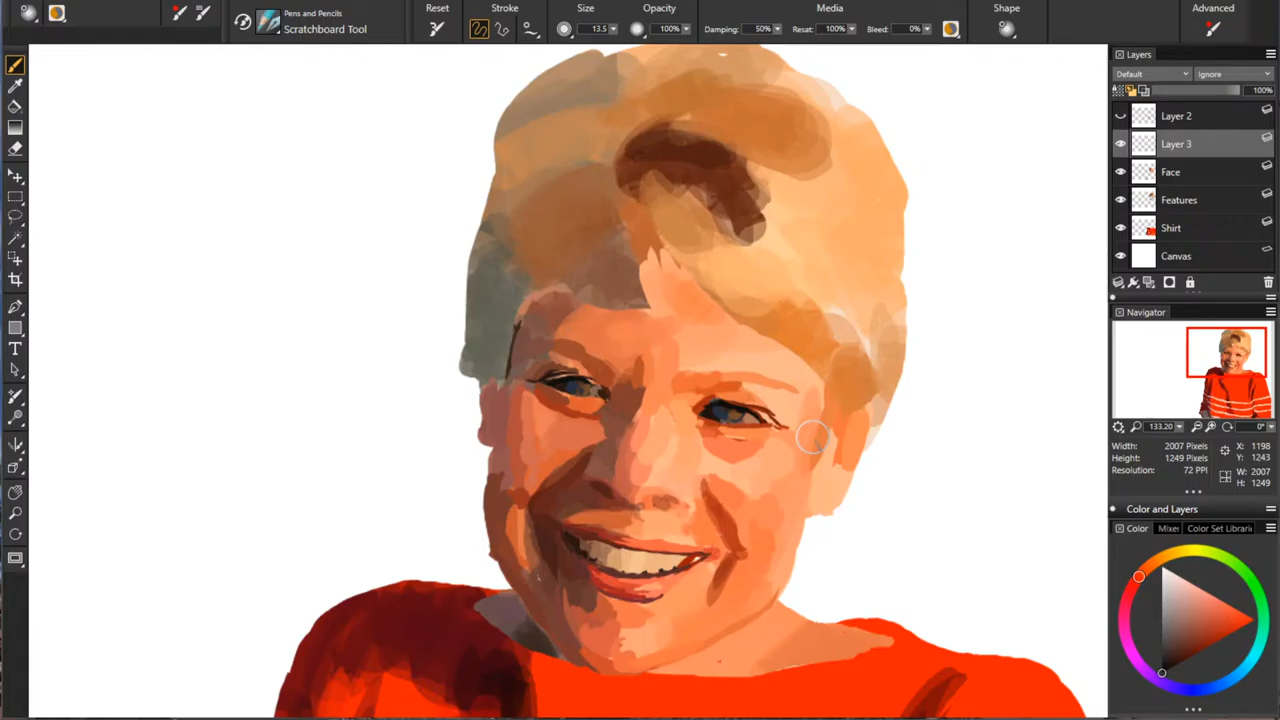 Pens and Pencils
Scratchboard Tool
Reset
Stroke
Size
13.5
Opacity
100%
Damping: 50%
Media
Resat: 100%
Bleed: 0%
Shape
Advanced
Layers
Default
Ignore
100%
Layer 2
Layer 3
Face
Features
Shirt
Canvas
Navigator
133.20
0°
Width: 2007 Pixels
Height: 1249 Pixels
Resolution: 72 PPI
X: 1198
Y: 1243
W: 2007
H: 1249
Color and Layers
Color
Mixer
Color Set Librarie
T